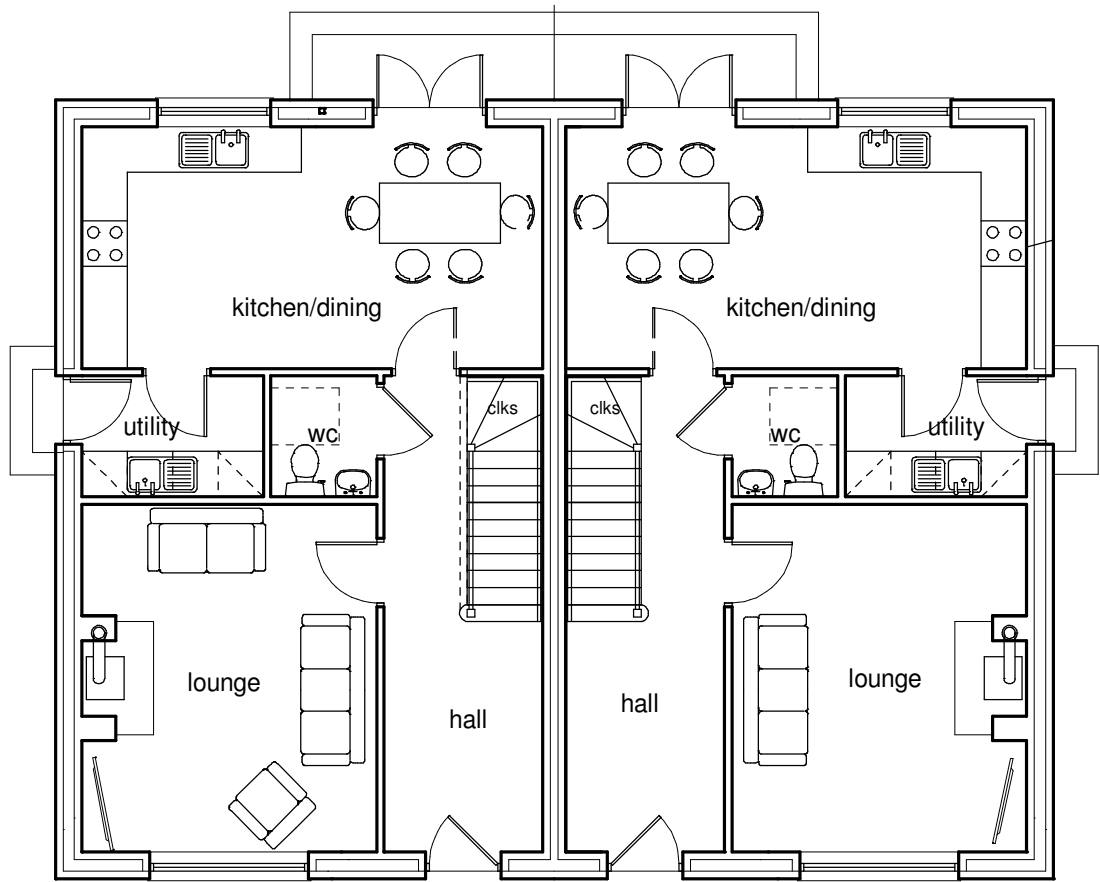 kitchen/dining
kitchen/dining
clks
clks
utility
wc
wc
utility
lounge
hall
hall
lounge